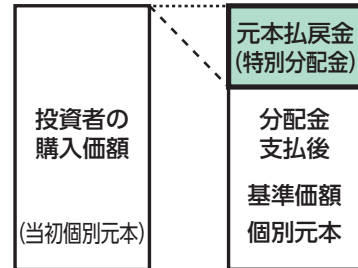 投資者の
購入価額
(当初個別元本)
元本払戻金
(特別分配金)
分配金
支払後
基準価額
個別元本